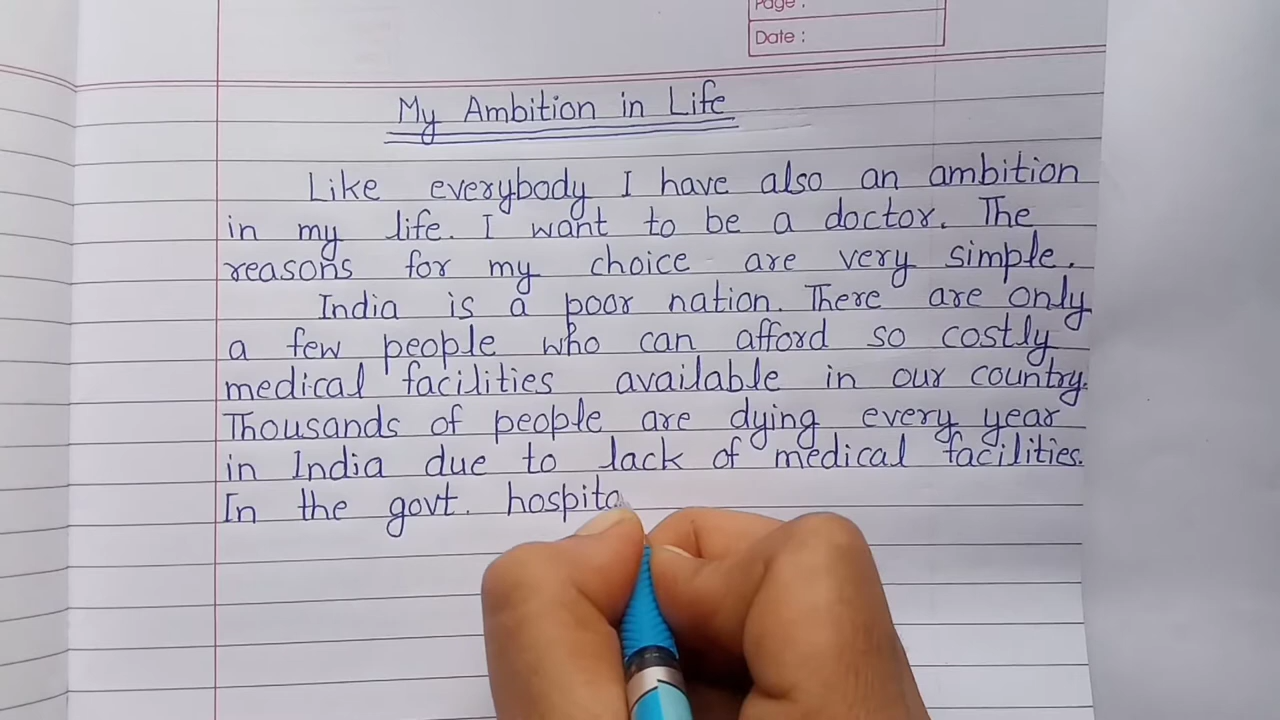 Page :
Date :
My Ambition in Life
Like everybody I have also an ambition
in my life. I want to be a doctor. The
reasons for my choice are very simple.
India is a poor nation. There are only
a few people who can afford so costly
medical facilities available in our country.
Thousands of people are dying every year
in India due to lack of medical facilities.
In the govt. hospita